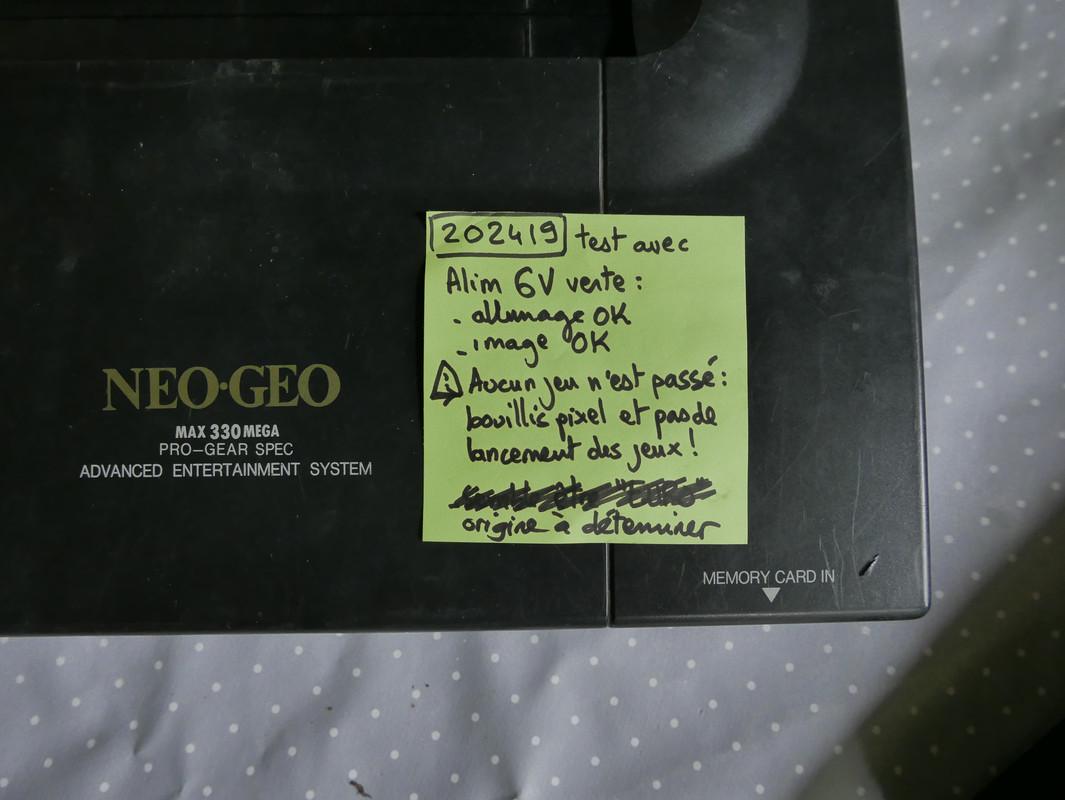 202419 test avec
Alim 6V verte :
. allumage OK
. image OK
! Aucun jeu n'est passé :
bouillis pixel et pas de
lancement des jeux !
origine à déterminer
NEO·GEO
MAX 330 MEGA
PRO-GEAR SPEC
ADVANCED ENTERTAINMENT SYSTEM
MEMORY CARD IN